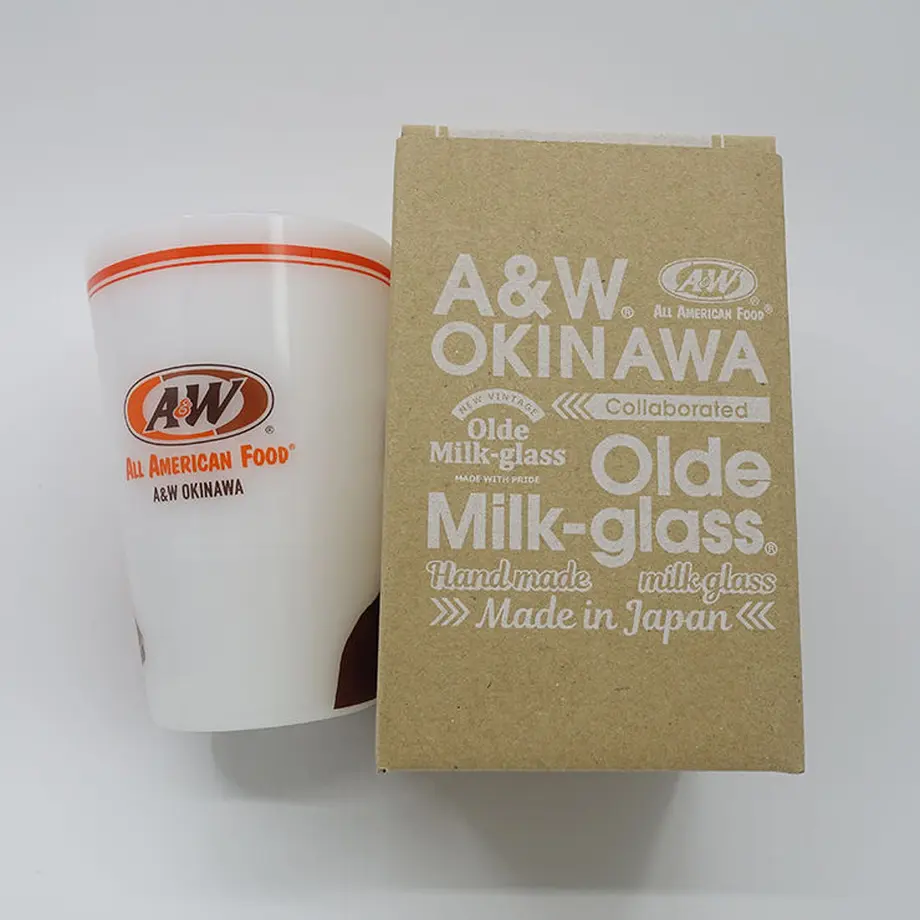 A&W®
ALL AMERICAN FOOD®
A&W OKINAWA
A&W®
A&W®
ALL AMERICAN FOOD®
OKINAWA
NEW VINTAGE
Olde
Milk-glass
MADE WITH PRIDE
Collaborated
Olde
Milk-glass®
Hand made milk glass
Made in Japan